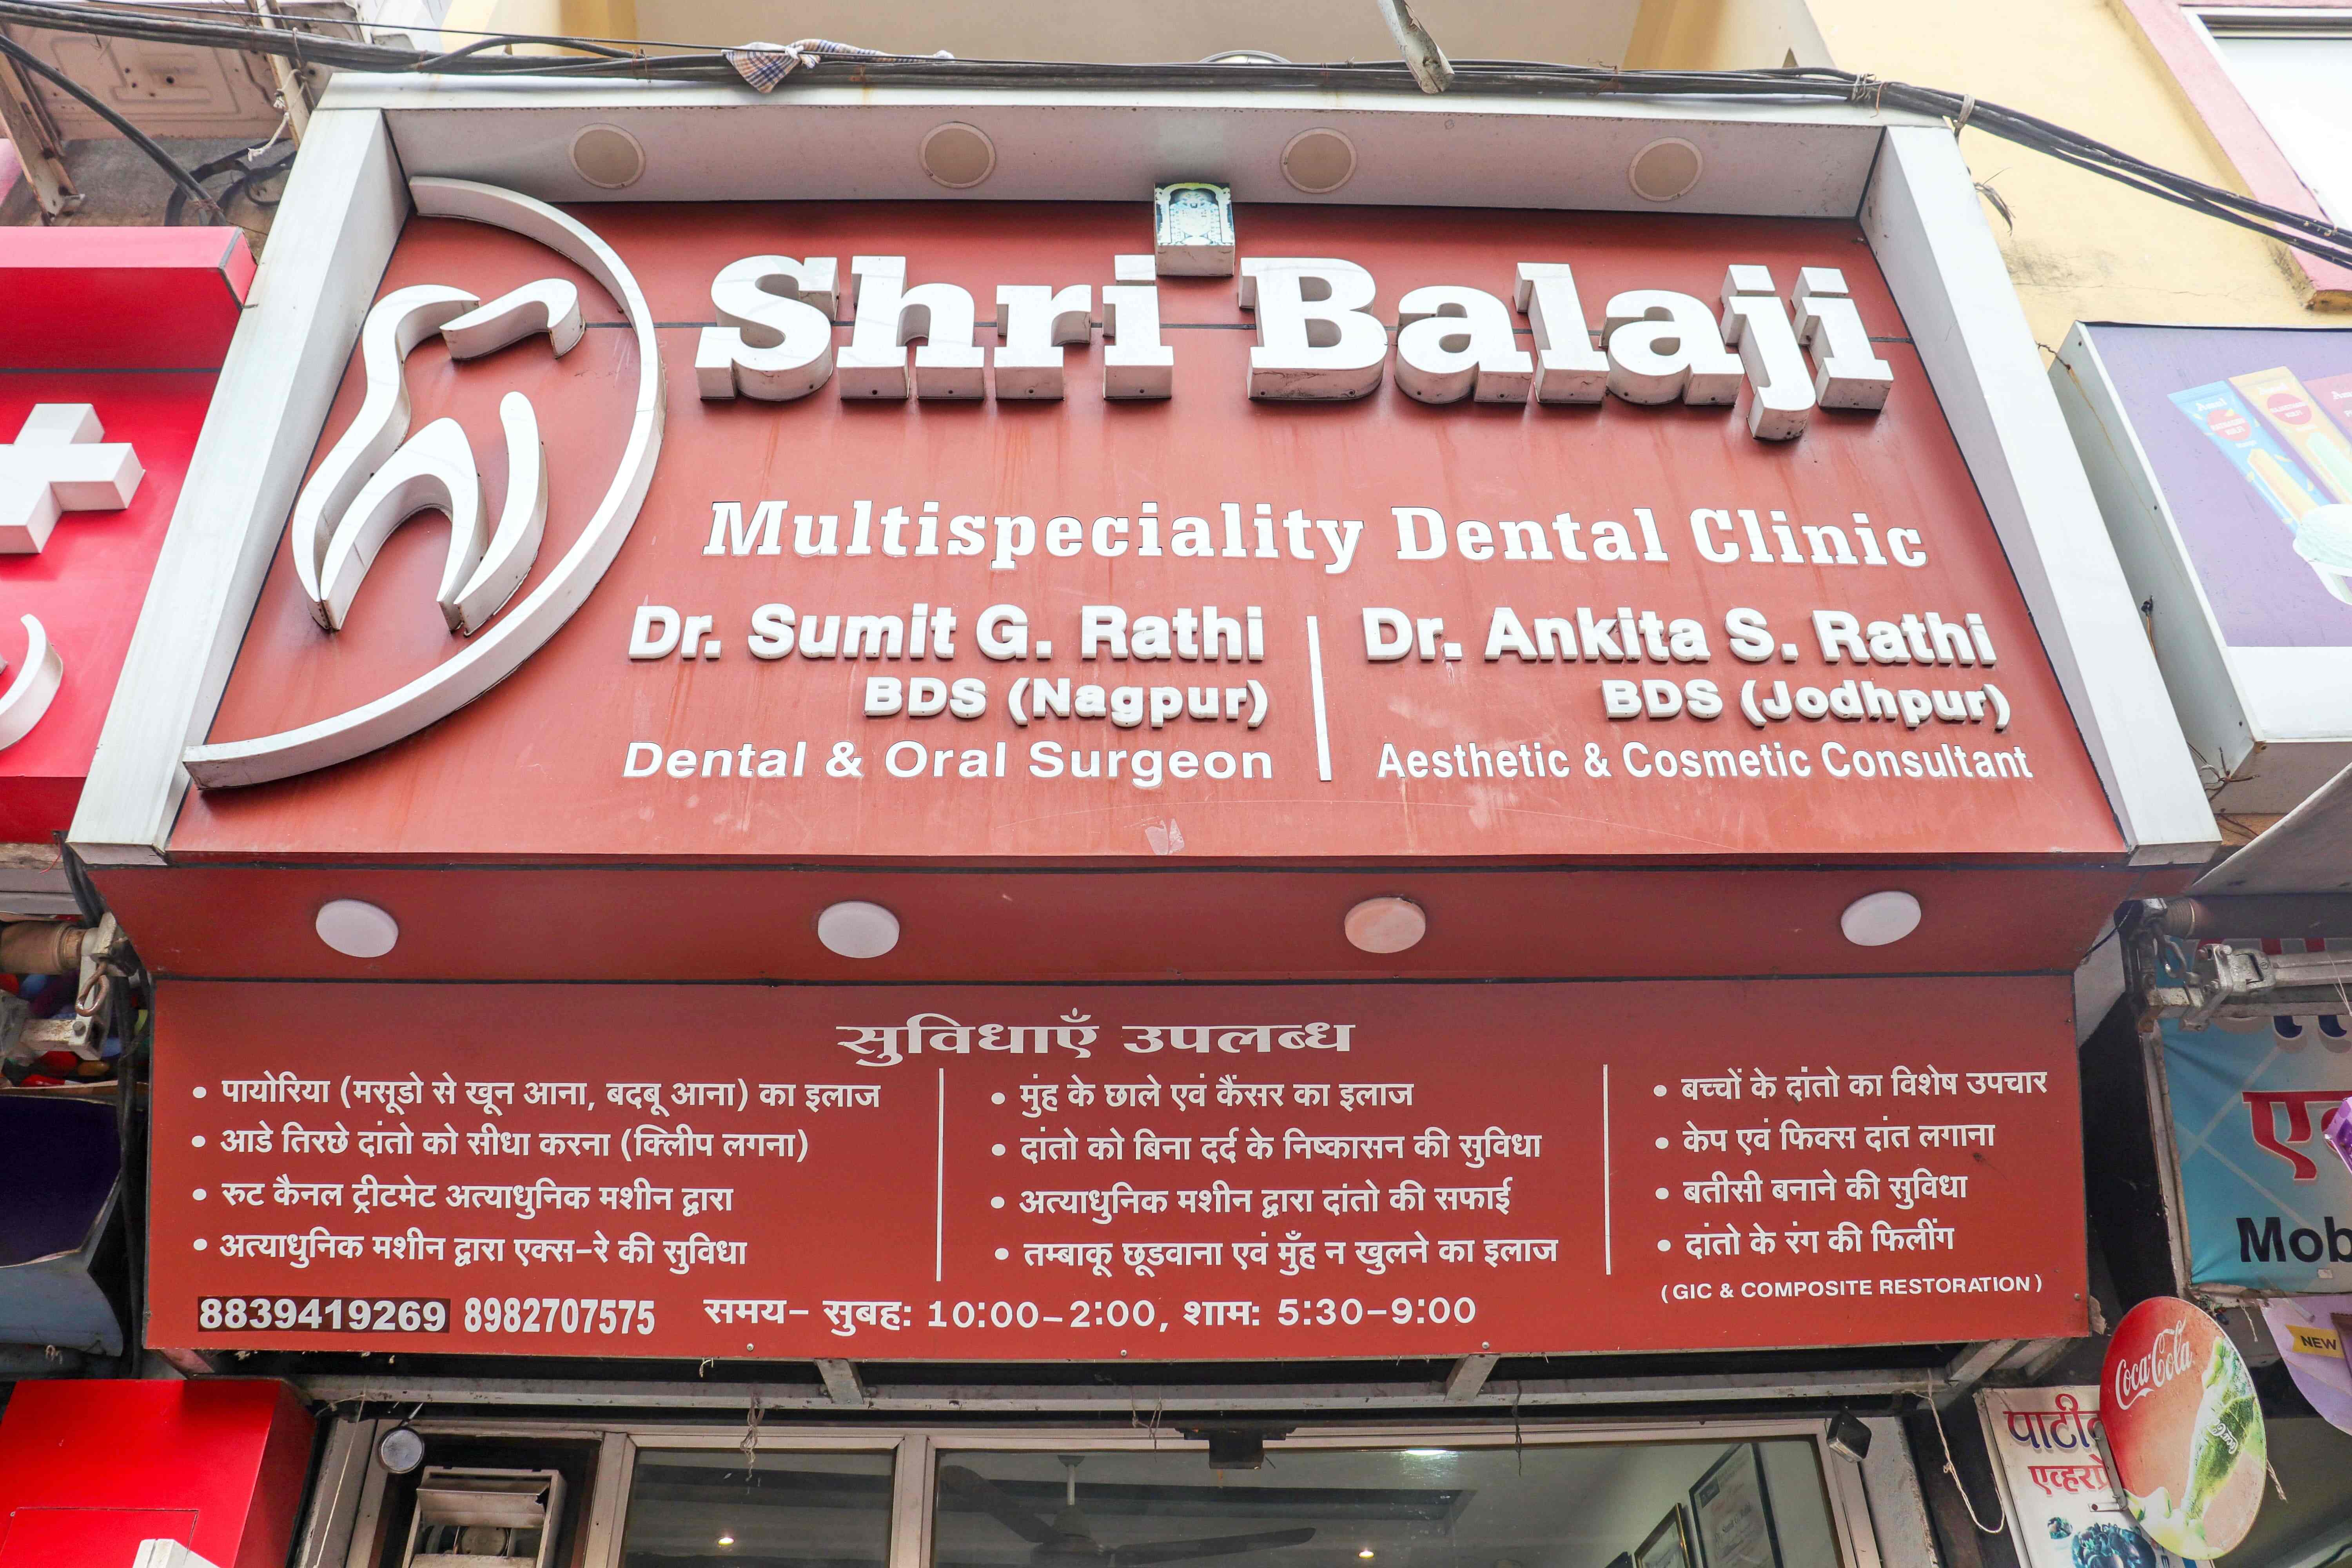 Shri Balaji
Multispeciality Dental Clinic
Dr. Sumit G. Rathi
BDS (Nagpur)
Dental & Oral Surgeon
Dr. Ankita S. Rathi
BDS (Jodhpur)
Aesthetic & Cosmetic Consultant
सुविधाएँ उपलब्ध
• पायोरिया (मसूडो से खून आना, बदबू आना) का इलाज
• आडे तिरछे दांतो को सीधा करना (क्लिीप लगना)
• रुट कैनल ट्रीटमेट अत्याधुनिक मशीन द्वारा
• अत्याधुनिक मशीन द्वारा एक्स-रे की सुविधा
• मुंह के छाले एवं कैंसर का इलाज
• दांतो को बिना दर्द के निष्कासन की सुविधा
• अत्याधुनिक मशीन द्वारा दांतो की सफाई
• तम्बाकू छूडवाना एवं मुँह न खुलने का इलाज
• बच्चों के दांतो का विशेष उपचार
• केप एवं फिक्स दांत लगाना
• बतीसी बनाने की सुविधा
• दांतो के रंग की फिलींग
(GIC & COMPOSITE RESTORATION)
8839419269 8982707575 समय- सुबह: 10:00-2:00, शाम: 5:30-9:00
Mob
NEW
Coca-Cola